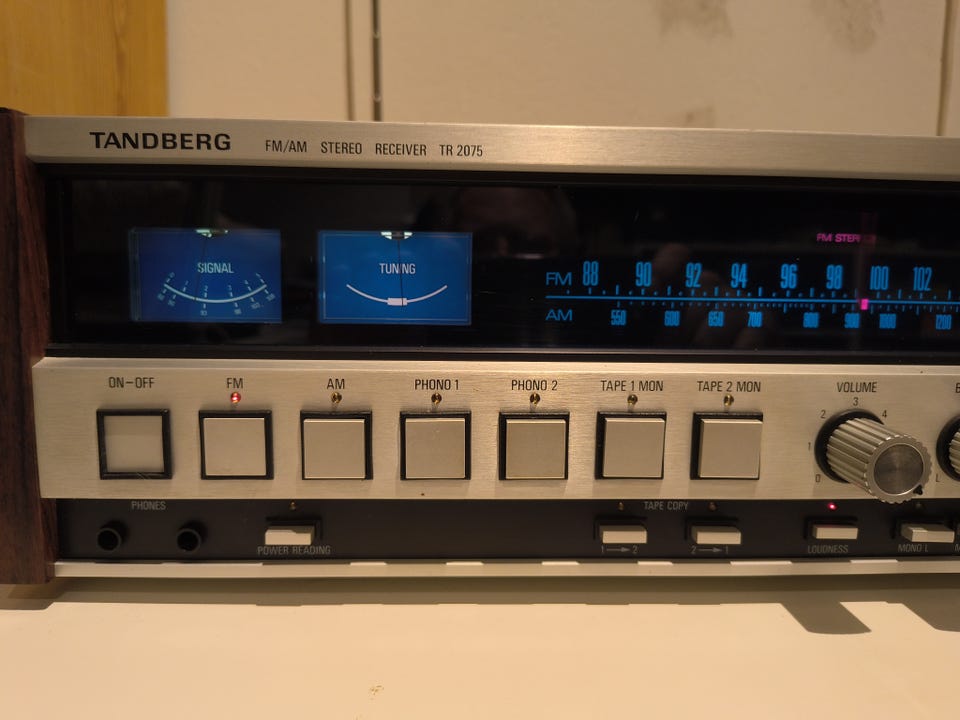 TANDBERG FM/AM STEREO RECEIVER TR 2075
SIGNAL
TUNING
FM STER
FM 88 90 92 94 96 98 100 102
AM 550 600 650 700 800 900 1000 1200
ON-OFF FM AM PHONO 1 PHONO 2 TAPE 1 MON TAPE 2 MON VOLUME B
0 1 2 3 4
L
PHONES TAPE COPY
POWER READING 1 → 2 2 → 1 LOUDNESS MONO L M